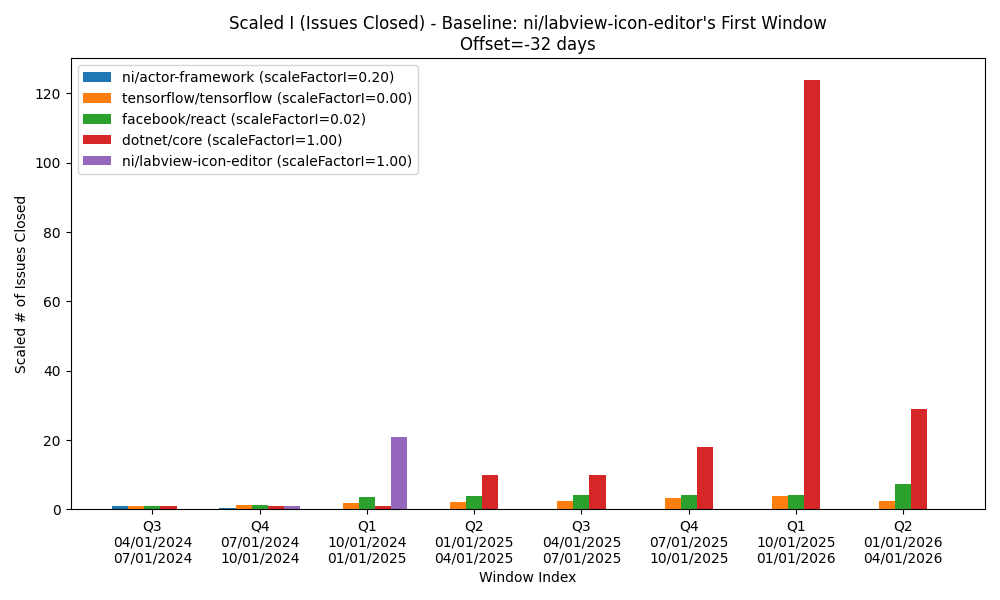 Scaled I (Issues Closed) - Baseline: ni/labview-icon-editor's First Window
Offset=-32 days
ni/actor-framework (scaleFactorI=0.20)
tensorflow/tensorflow (scaleFactorI=0.00)
facebook/react (scaleFactorI=0.02)
dotnet/core (scaleFactorI=1.00)
ni/labview-icon-editor (scaleFactorI=1.00)
Scaled # of Issues Closed
120
100
80
60
40
20
0
Q3 Q4 Q1 Q2 Q3 Q4 Q1 Q2
04/01/2024 07/01/2024 10/01/2024 01/01/2025 04/01/2025 07/01/2025 10/01/2025 01/01/2026
07/01/2024 10/01/2024 01/01/2025 04/01/2025 07/01/2025 10/01/2025 01/01/2026 04/01/2026
Window Index